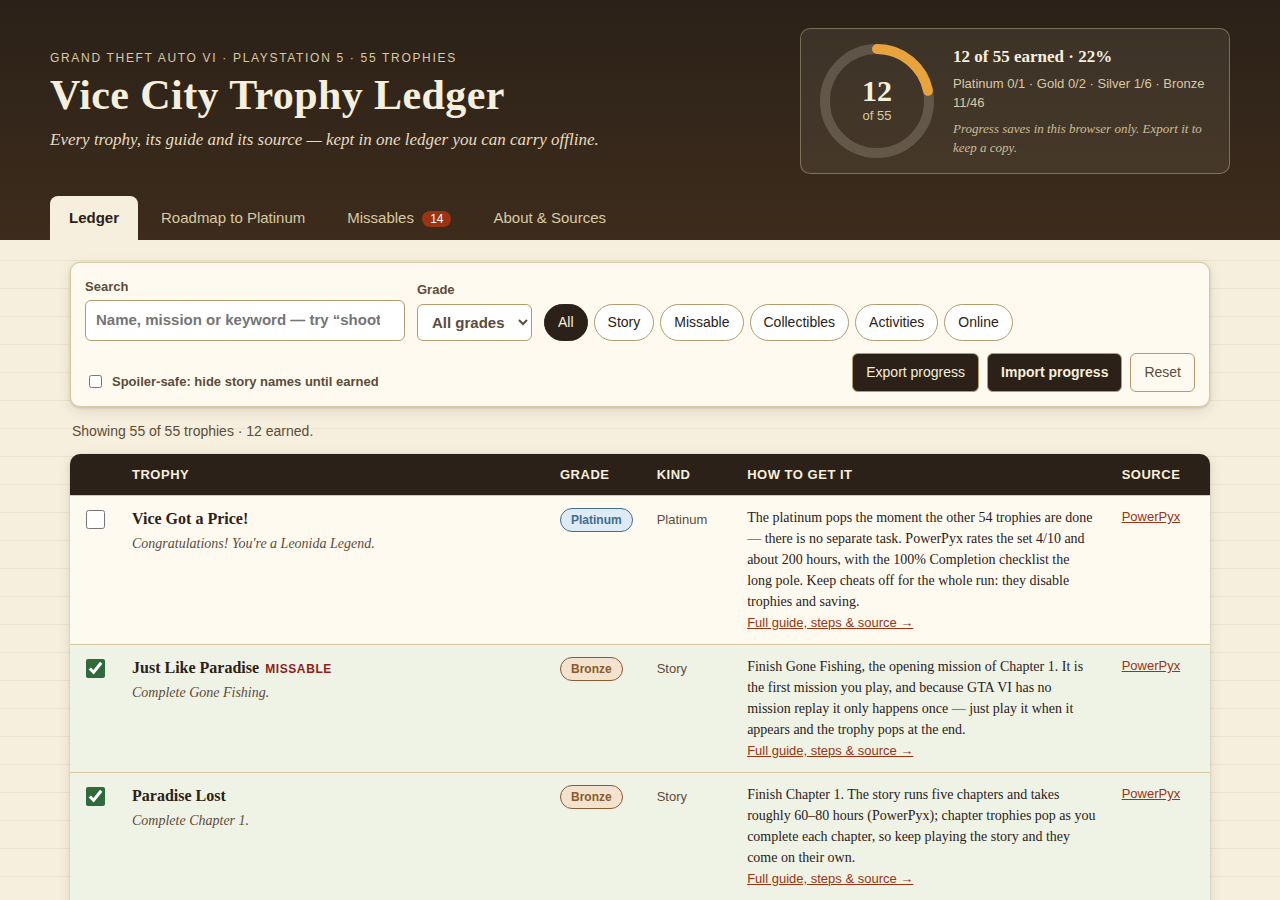 GRAND THEFT AUTO VI · PLAYSTATION 5 · 55 TROPHIES
Vice City Trophy Ledger
Every trophy, its guide and its source — kept in one ledger you can carry offline.
12
of 55
12 of 55 earned · 22%
Platinum 0/1 · Gold 0/2 · Silver 1/6 · Bronze
11/46
Progress saves in this browser only. Export it to
keep a copy.
Ledger
Roadmap to Platinum
Missables 14
About & Sources
Search
Name, mission or keyword — try “shoot
Grade
All grades
All
Story
Missable
Collectibles
Activities
Online
Spoiler-safe: hide story names until earned
Export progress
Import progress
Reset
Showing 55 of 55 trophies · 12 earned.
TROPHY GRADE KIND HOW TO GET IT SOURCE
Vice Got a Price!
Congratulations! You're a Leonida Legend.
Platinum
Platinum
The platinum pops the moment the other 54 trophies are done
— there is no separate task. PowerPyx rates the set 4/10 and
about 200 hours, with the 100% Completion checklist the
long pole. Keep cheats off for the whole run: they disable
trophies and saving.
Full guide, steps & source →
PowerPyx
Just Like Paradise MISSABLE
Complete Gone Fishing.
Bronze
Story
Finish Gone Fishing, the opening mission of Chapter 1. It is
the first mission you play, and because GTA VI has no
mission replay it only happens once — just play it when it
appears and the trophy pops at the end.
Full guide, steps & source →
PowerPyx
Paradise Lost
Complete Chapter 1.
Bronze
Story
Finish Chapter 1. The story runs five chapters and takes
roughly 60–80 hours (PowerPyx); chapter trophies pop as you
complete each chapter, so keep playing the story and they
come on their own.
Full guide, steps & source →
PowerPyx